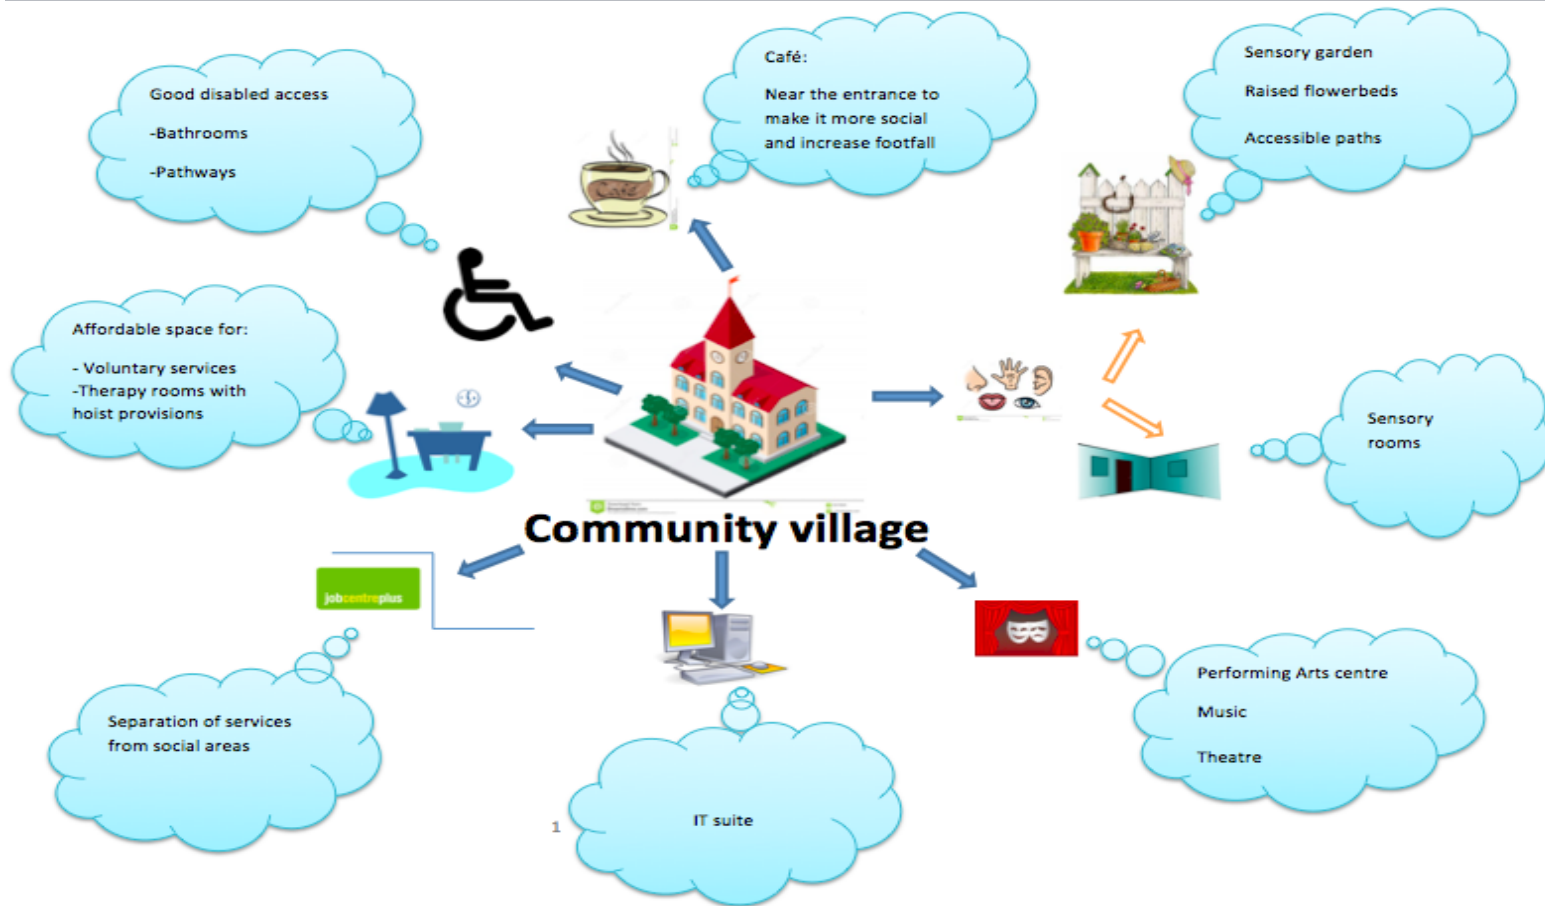 Good disabled access
-Bathrooms
-Pathways
Café:
Near the entrance to
make it more social
and increase footfall
Sensory garden
Raised flowerbeds
Accessible paths
Affordable space for:
- Voluntary services
-Therapy rooms with
hoist provisions
Sensory
rooms
Community village
jobcentreplus
Separation of services
from social areas
IT suite
1
Performing Arts centre
Music
Theatre